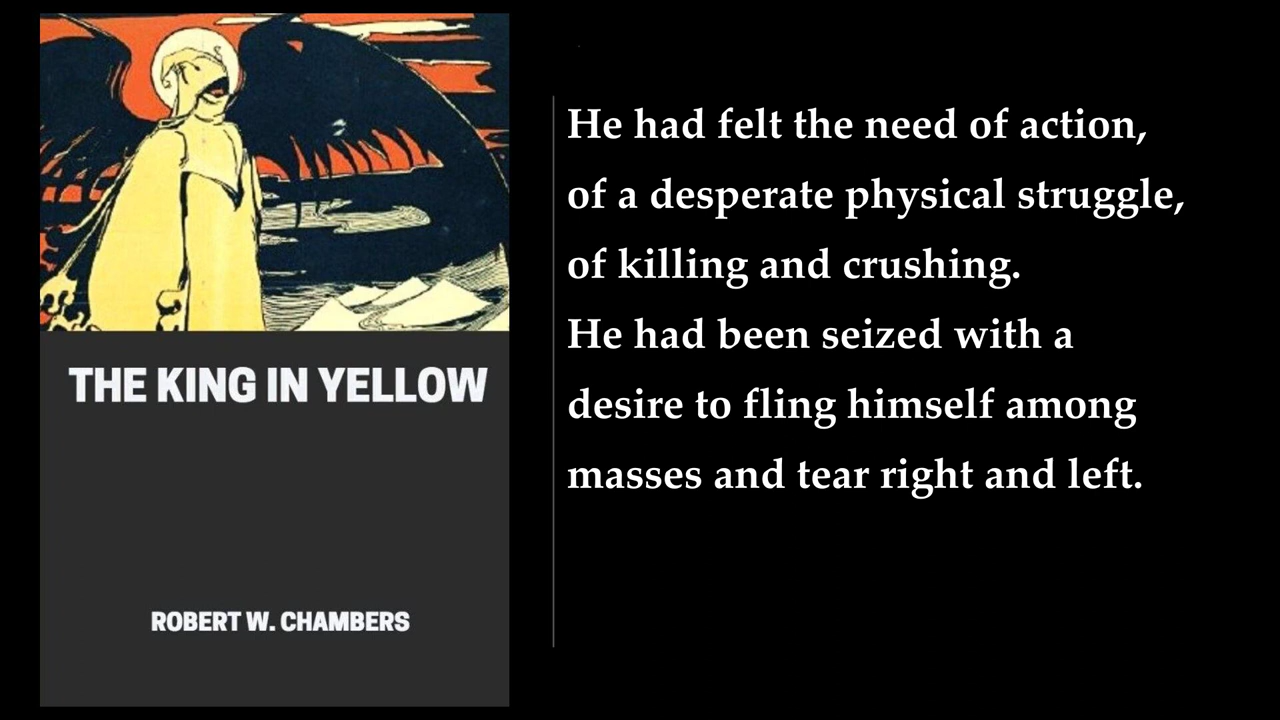 THE KING IN YELLOW
ROBERT W. CHAMBERS
He had felt the need of action,
of a desperate physical struggle,
of killing and crushing.
He had been seized with a
desire to fling himself among
masses and tear right and left.